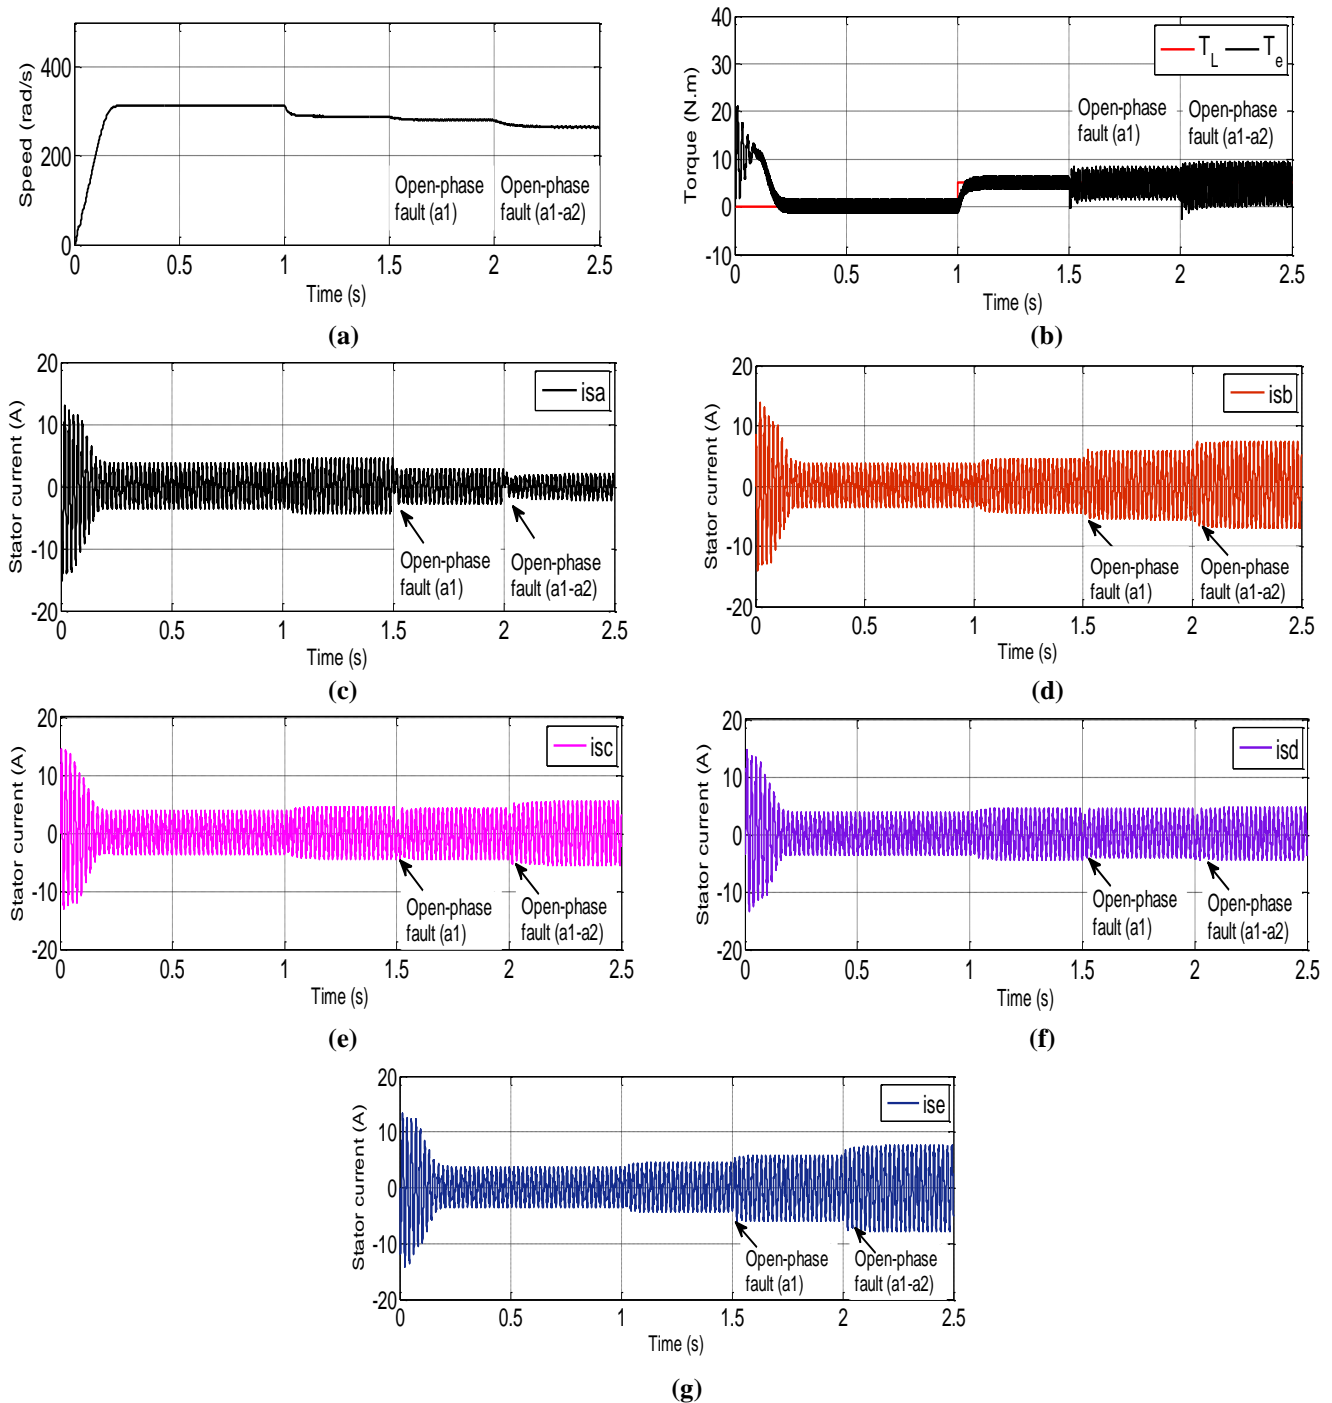 400
200
0
Speed (rad/s)
Open-phase
fault (a1)
Open-phase
fault (a1-a2)
0
0.5
1
1.5
2
2.5
Time (s)
(a)
40
30
20
10
0
-10
Torque (N.m)
T_L
T_e
Open-phase
fault (a1)
Open-phase
fault (a1-a2)
0
0.5
1
1.5
2
2.5
Time (s)
(b)
20
10
0
-10
-20
Stator current (A)
isa
Open-phase
fault (a1)
Open-phase
fault (a1-a2)
0
0.5
1
1.5
2
2.5
Time (s)
(c)
20
10
0
-10
-20
Stator current (A)
isb
Open-phase
fault (a1)
Open-phase
fault (a1-a2)
0
0.5
1
1.5
2
2.5
Time (s)
(d)
20
10
0
-10
-20
Stator current (A)
isc
Open-phase
fault (a1)
Open-phase
fault (a1-a2)
0
0.5
1
1.5
2
2.5
Time (s)
(e)
20
10
0
-10
-20
Stator current (A)
isd
Open-phase
fault (a1)
Open-phase
fault (a1-a2)
0
0.5
1
1.5
2
2.5
Time (s)
(f)
20
10
0
-10
-20
Stator current (A)
ise
Open-phase
fault (a1)
Open-phase
fault (a1-a2)
0
0.5
1
1.5
2
2.5
Time (s)
(g)